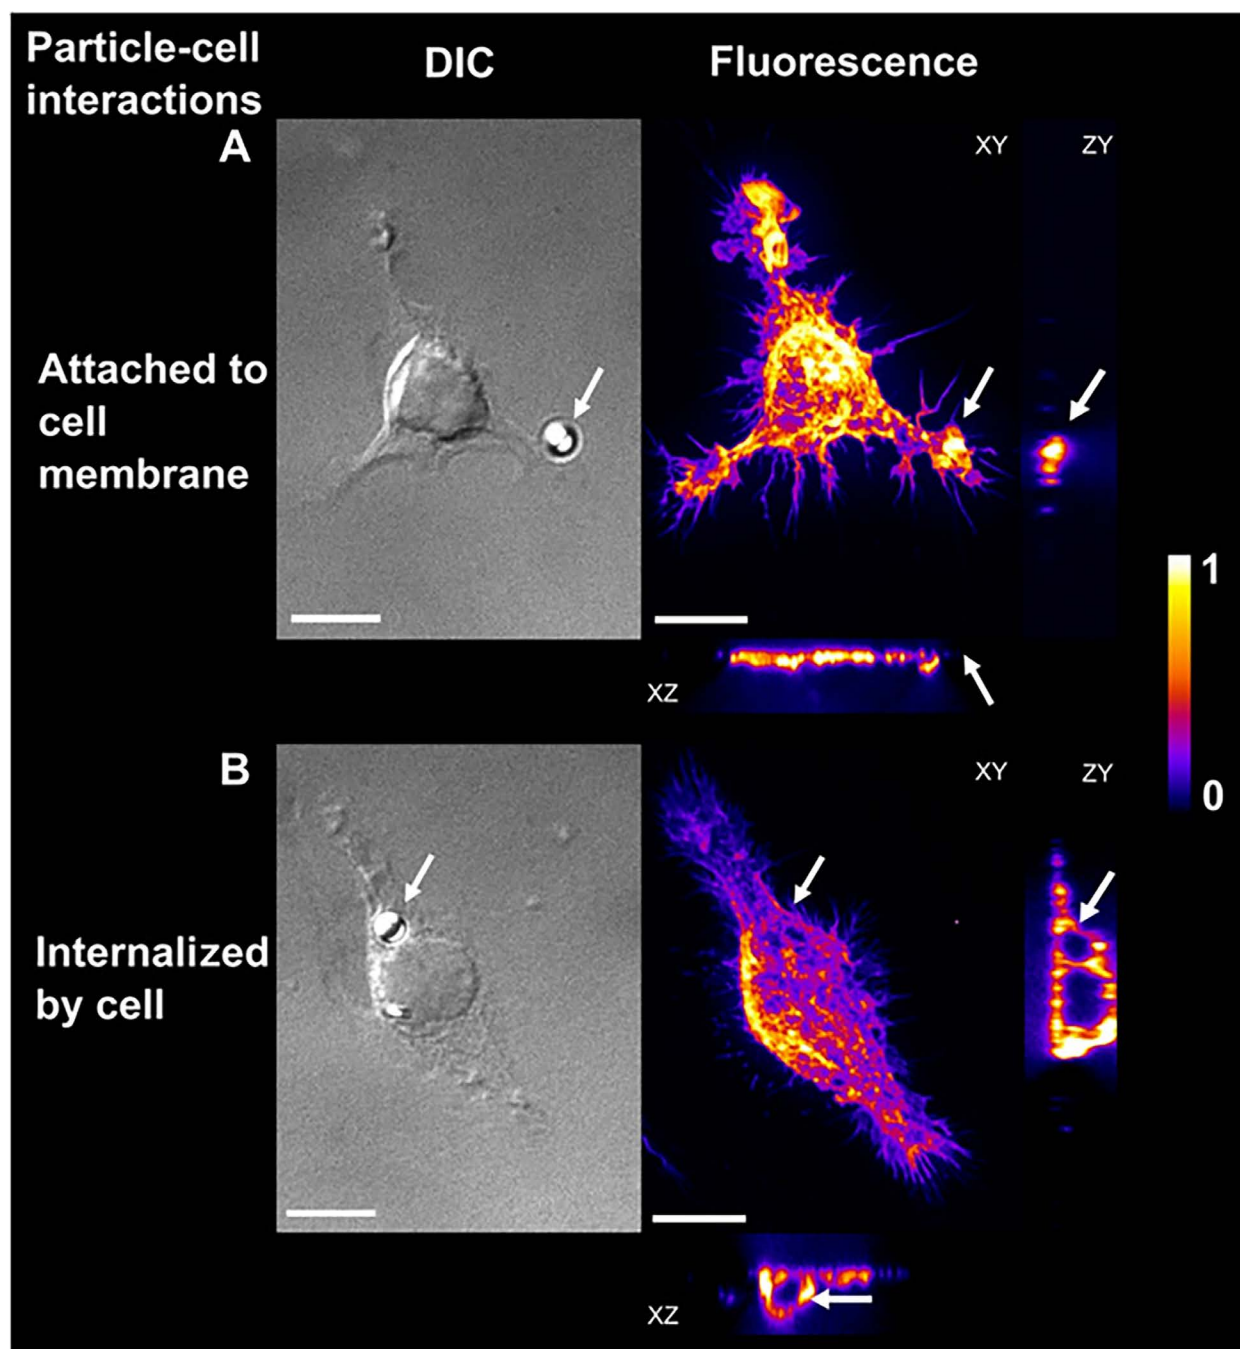 Particle-cell
interactions
DIC
Fluorescence
A
XY
ZY
Attached to
cell
membrane
XZ
1
0
B
XY
ZY
Internalized
by cell
XZ